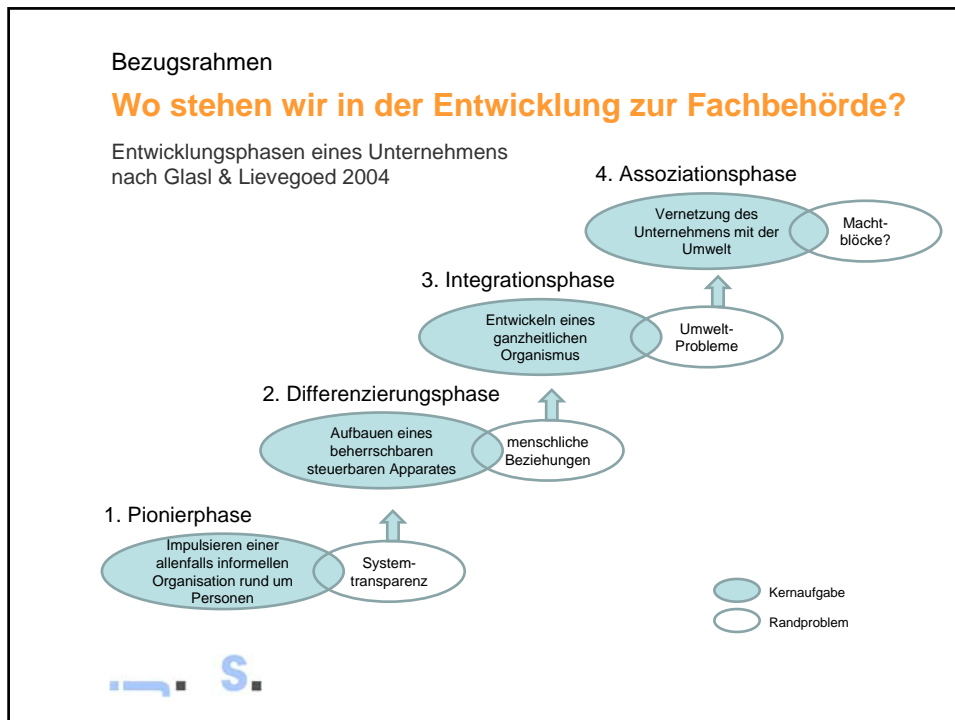 Bezugsrahmen
Wo stehen wir in der Entwicklung zur Fachbehörde?
Entwicklungsphasen eines Unternehmens
nach Glasl & Lievegoed 2004
4. Assoziationsphase
Vernetzung des
Unternehmens mit der
Umwelt
Macht-
blöcke?
3. Integrationsphase
Entwickeln eines
ganzheitlichen
Organismus
Umwelt-
Probleme
2. Differenzierungsphase
Aufbauen eines
beherrschbaren
steuerbaren Apparates
menschliche
Beziehungen
1. Pionierphase
Impulsieren einer
allenfalls informellen
Organisation rund um
Personen
System-
transparenz
Kernaufgabe
Randproblem
S.